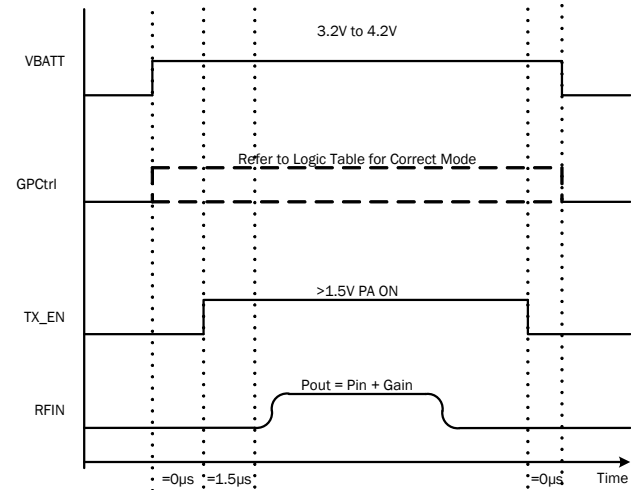 3.2V to 4.2V
VBATT
Refer to Logic Table for Correct Mode
GPCtrl
>1.5V PA ON
TX_EN
Pout = Pin + Gain
RFIN
=0µs =1.5µs =0µs Time